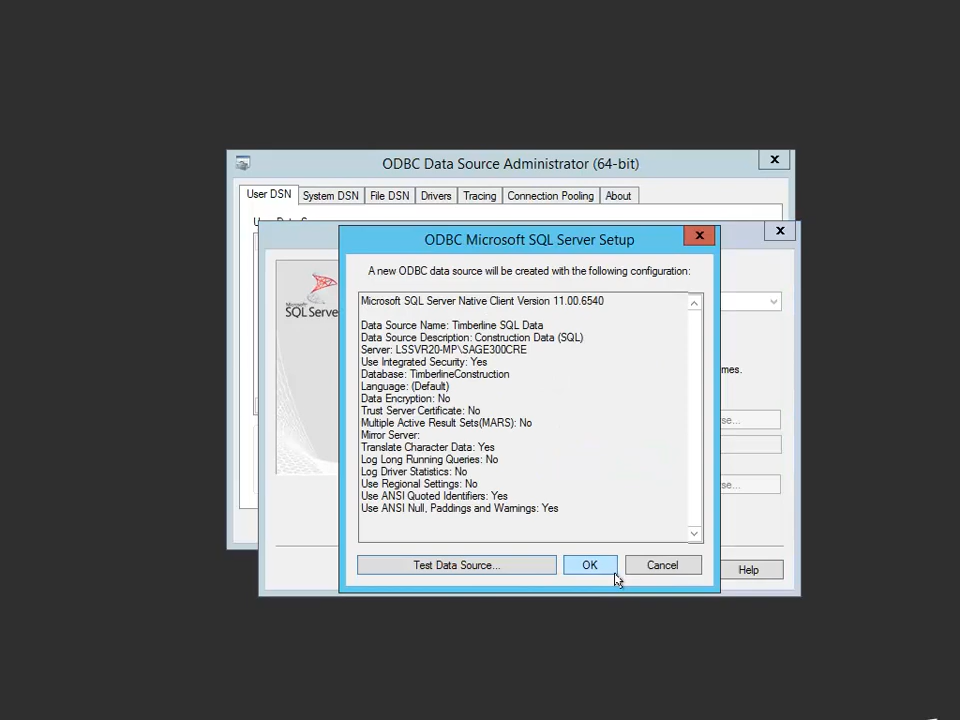 ODBC Data Source Administrator (64-bit)
x
User DSN
System DSN
File DSN
Drivers
Tracing
Connection Pooling
About
x
ODBC Microsoft SQL Server Setup
x
A new ODBC data source will be created with the following configuration:
Microsoft
SQL Serve
Microsoft SQL Server Native Client Version 11.00.6540
Data Source Name: Timberline SQL Data
Data Source Description: Construction Data (SQL)
Server: LSSVR20-MP\SAGE300CRE
Use Integrated Security: Yes
Database: TimberlineConstruction
Language: (Default)
Data Encryption: No
Trust Server Certificate: No
Multiple Active Result Sets(MARS): No
Mirror Server:
Translate Character Data: Yes
Log Long Running Queries: No
Log Driver Statistics: No
Use Regional Settings: No
Use ANSI Quoted Identifiers: Yes
Use ANSI Null, Paddings and Warnings: Yes
mes.
se...
se...
Test Data Source...
OK
Cancel
Help